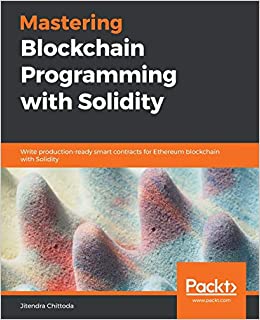 Mastering
Blockchain
Programming
with Solidity
Write production-ready smart contracts for Ethereum blockchain
with Solidity
Jitendra Chittoda
Packt>
www.packt.com